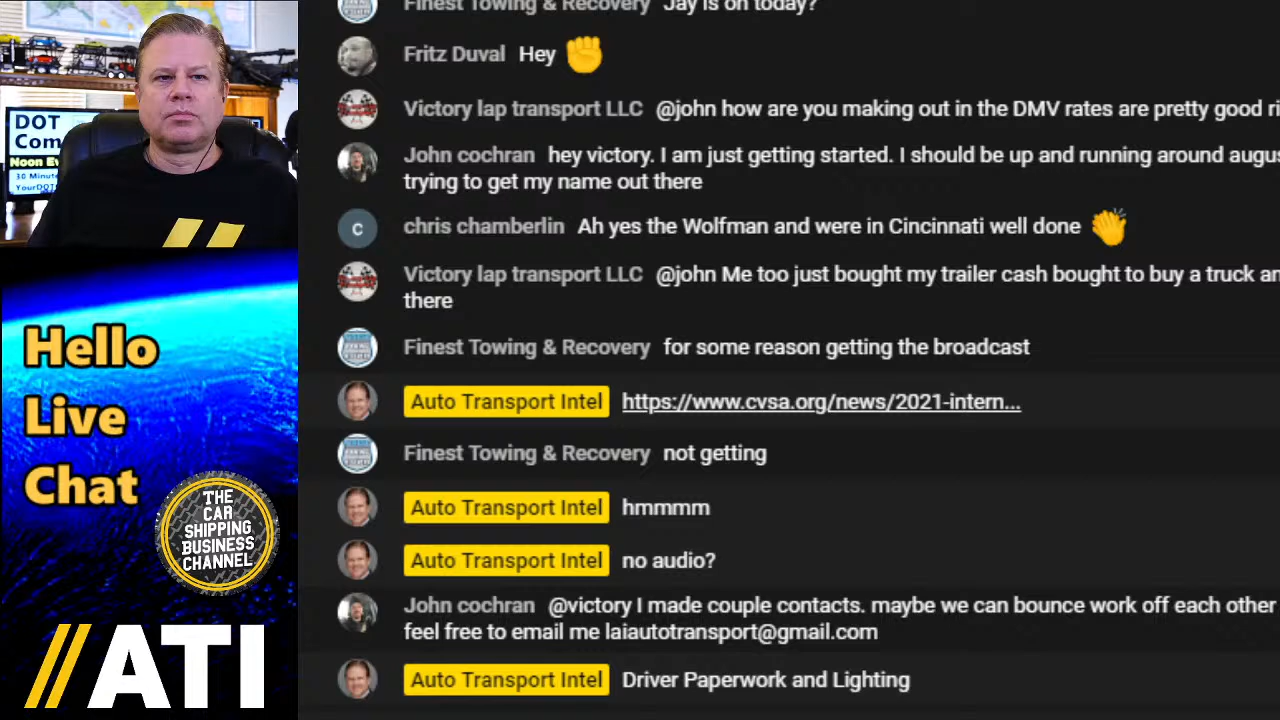 DOT
Com
Noon Ev
30 Minute
YourDOT
Hello
Live
Chat
THE
CAR
SHIPPING
BUSINESS
CHANNEL
//ATI
Finest Towing & Recovery Jay is on today?
Fritz Duval Hey ✊
Victory lap transport LLC @john how are you making out in the DMV rates are pretty good ri
John cochran hey victory. I am just getting started. I should be up and running around augus
trying to get my name out there
C
chris chamberlin Ah yes the Wolfman and were in Cincinnati well done 👏
Victory lap transport LLC @john Me too just bought my trailer cash bought to buy a truck an
there
Finest Towing & Recovery for some reason getting the broadcast
Auto Transport Intel https://www.cvsa.org/news/2021-intern...
Finest Towing & Recovery not getting
Auto Transport Intel hmmmm
Auto Transport Intel no audio?
John cochran @victory I made couple contacts. maybe we can bounce work off each other
feel free to email me laiautotransport@gmail.com
Auto Transport Intel Driver Paperwork and Lighting